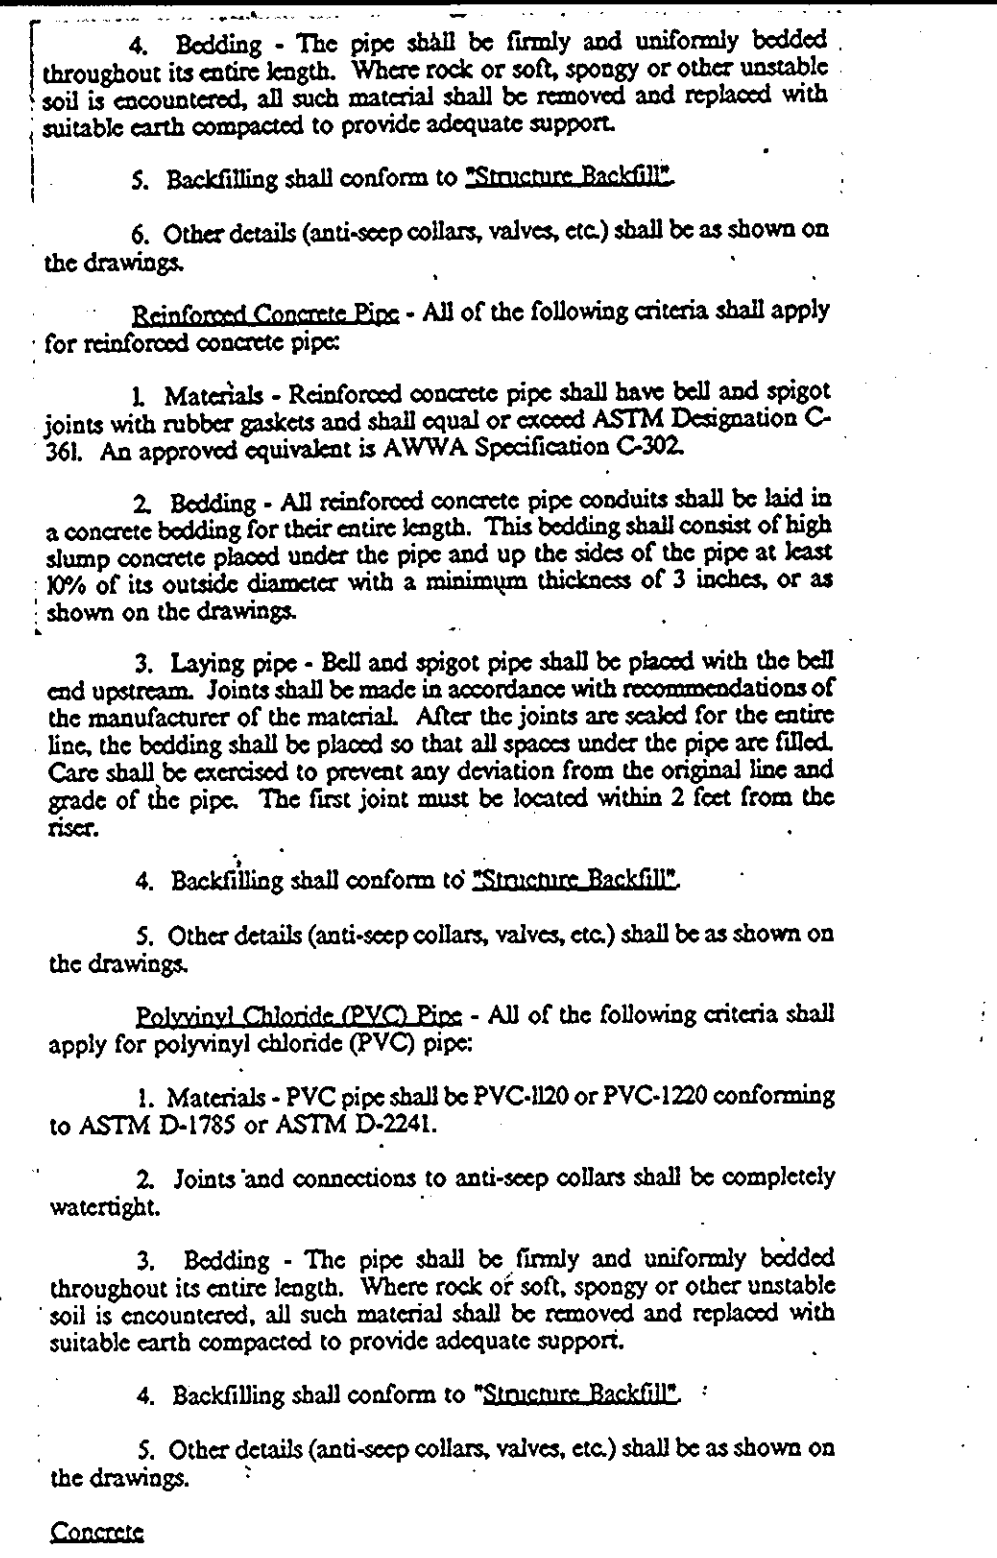 4. Bedding - The pipe shall be firmly and uniformly bedded
throughout its entire length. Where rock or soft, spongy or other unstable
soil is encountered, all such material shall be removed and replaced with
suitable earth compacted to provide adequate support.
5. Backfilling shall conform to "Structure Backfill".
6. Other details (anti-seep collars, valves, etc.) shall be as shown on
the drawings.
Reinforced Concrete Pipe - All of the following criteria shall apply
for reinforced concrete pipe:
1. Materials - Reinforced concrete pipe shall have bell and spigot
joints with rubber gaskets and shall equal or exceed ASTM Designation C-
361. An approved equivalent is AWWA Specification C-302.
2. Bedding - All reinforced concrete pipe conduits shall be laid in
a concrete bedding for their entire length. This bedding shall consist of high
slump concrete placed under the pipe and up the sides of the pipe at least
10% of its outside diameter with a minimum thickness of 3 inches, or as
shown on the drawings.
3. Laying pipe - Bell and spigot pipe shall be placed with the bell
end upstream. Joints shall be made in accordance with recommendations of
the manufacturer of the material. After the joints are sealed for the entire
line, the bedding shall be placed so that all spaces under the pipe are filled.
Care shall be exercised to prevent any deviation from the original line and
grade of the pipe. The first joint must be located within 2 feet from the
riser.
4. Backfilling shall conform to "Structure Backfill".
5. Other details (anti-seep collars, valves, etc.) shall be as shown on
the drawings.
Polyvinyl Chloride (PVC) Pipe - All of the following criteria shall
apply for polyvinyl chloride (PVC) pipe:
1. Materials - PVC pipe shall be PVC-1120 or PVC-1220 conforming
to ASTM D-1785 or ASTM D-2241.
2. Joints and connections to anti-seep collars shall be completely
watertight.
3. Bedding - The pipe shall be firmly and uniformly bedded
throughout its entire length. Where rock or soft, spongy or other unstable
soil is encountered, all such material shall be removed and replaced with
suitable earth compacted to provide adequate support.
4. Backfilling shall conform to "Structure Backfill".
5. Other details (anti-seep collars, valves, etc.) shall be as shown on
the drawings.
Concrete